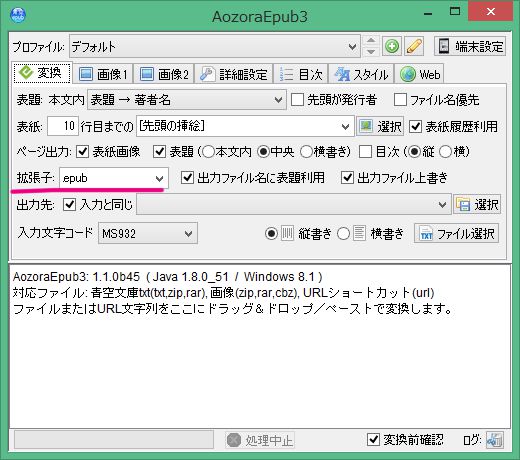 AozoraEpub3
プロファイル: デフォルト 端末設定
変換 画像1 画像2 詳細設定 目次 スタイル Web
表題: 本文内 表題 → 著者名 先頭が発行者 ファイル名優先
表紙: 10 行目までの [先頭の挿絵] 選択 表紙履歴利用
ページ出力: 表紙画像 表題 ( 本文内 中央 横書き) 目次 ( 縦 横)
拡張子: .epub 出力ファイル名に表題利用 出力ファイル上書き
出力先: 入力と同じ 選択
入力文字コード MS932 縦書き 横書き TXT ファイル選択
AozoraEpub3: 1.1.0b45 ( Java 1.8.0_51 / Windows 8.1 )
対応ファイル: 青空文庫txt(txt,zip,rar), 画像(zip,rar,cbz), URLショートカット(url)
ファイルまたはURL文字列をここにドラッグ＆ドロップ／ペーストで変換します。
処理中止 変換前確認 ログ: